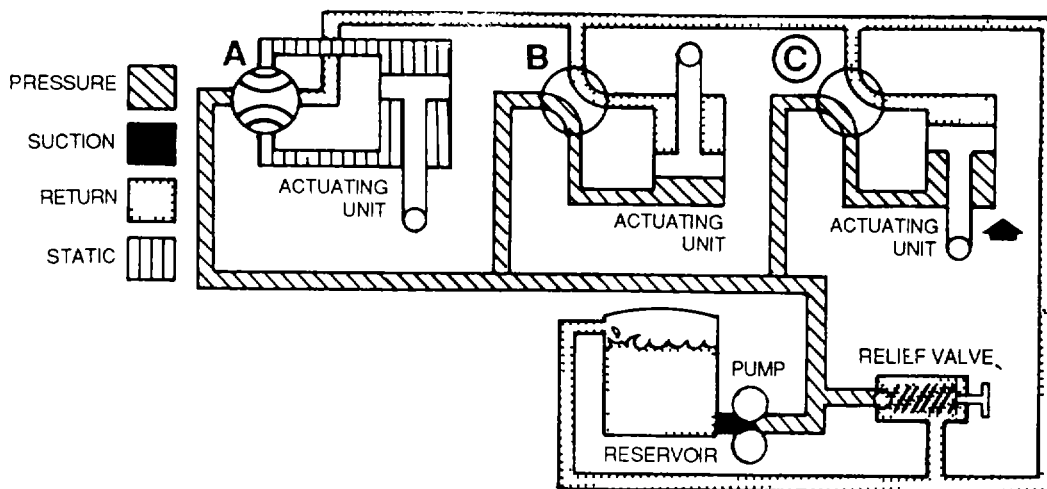 A
B
C
PRESSURE
SUCTION
RETURN
STATIC
ACTUATING
UNIT
ACTUATING
UNIT
ACTUATING
UNIT
PUMP
RELIEF VALVE
RESERVOIR